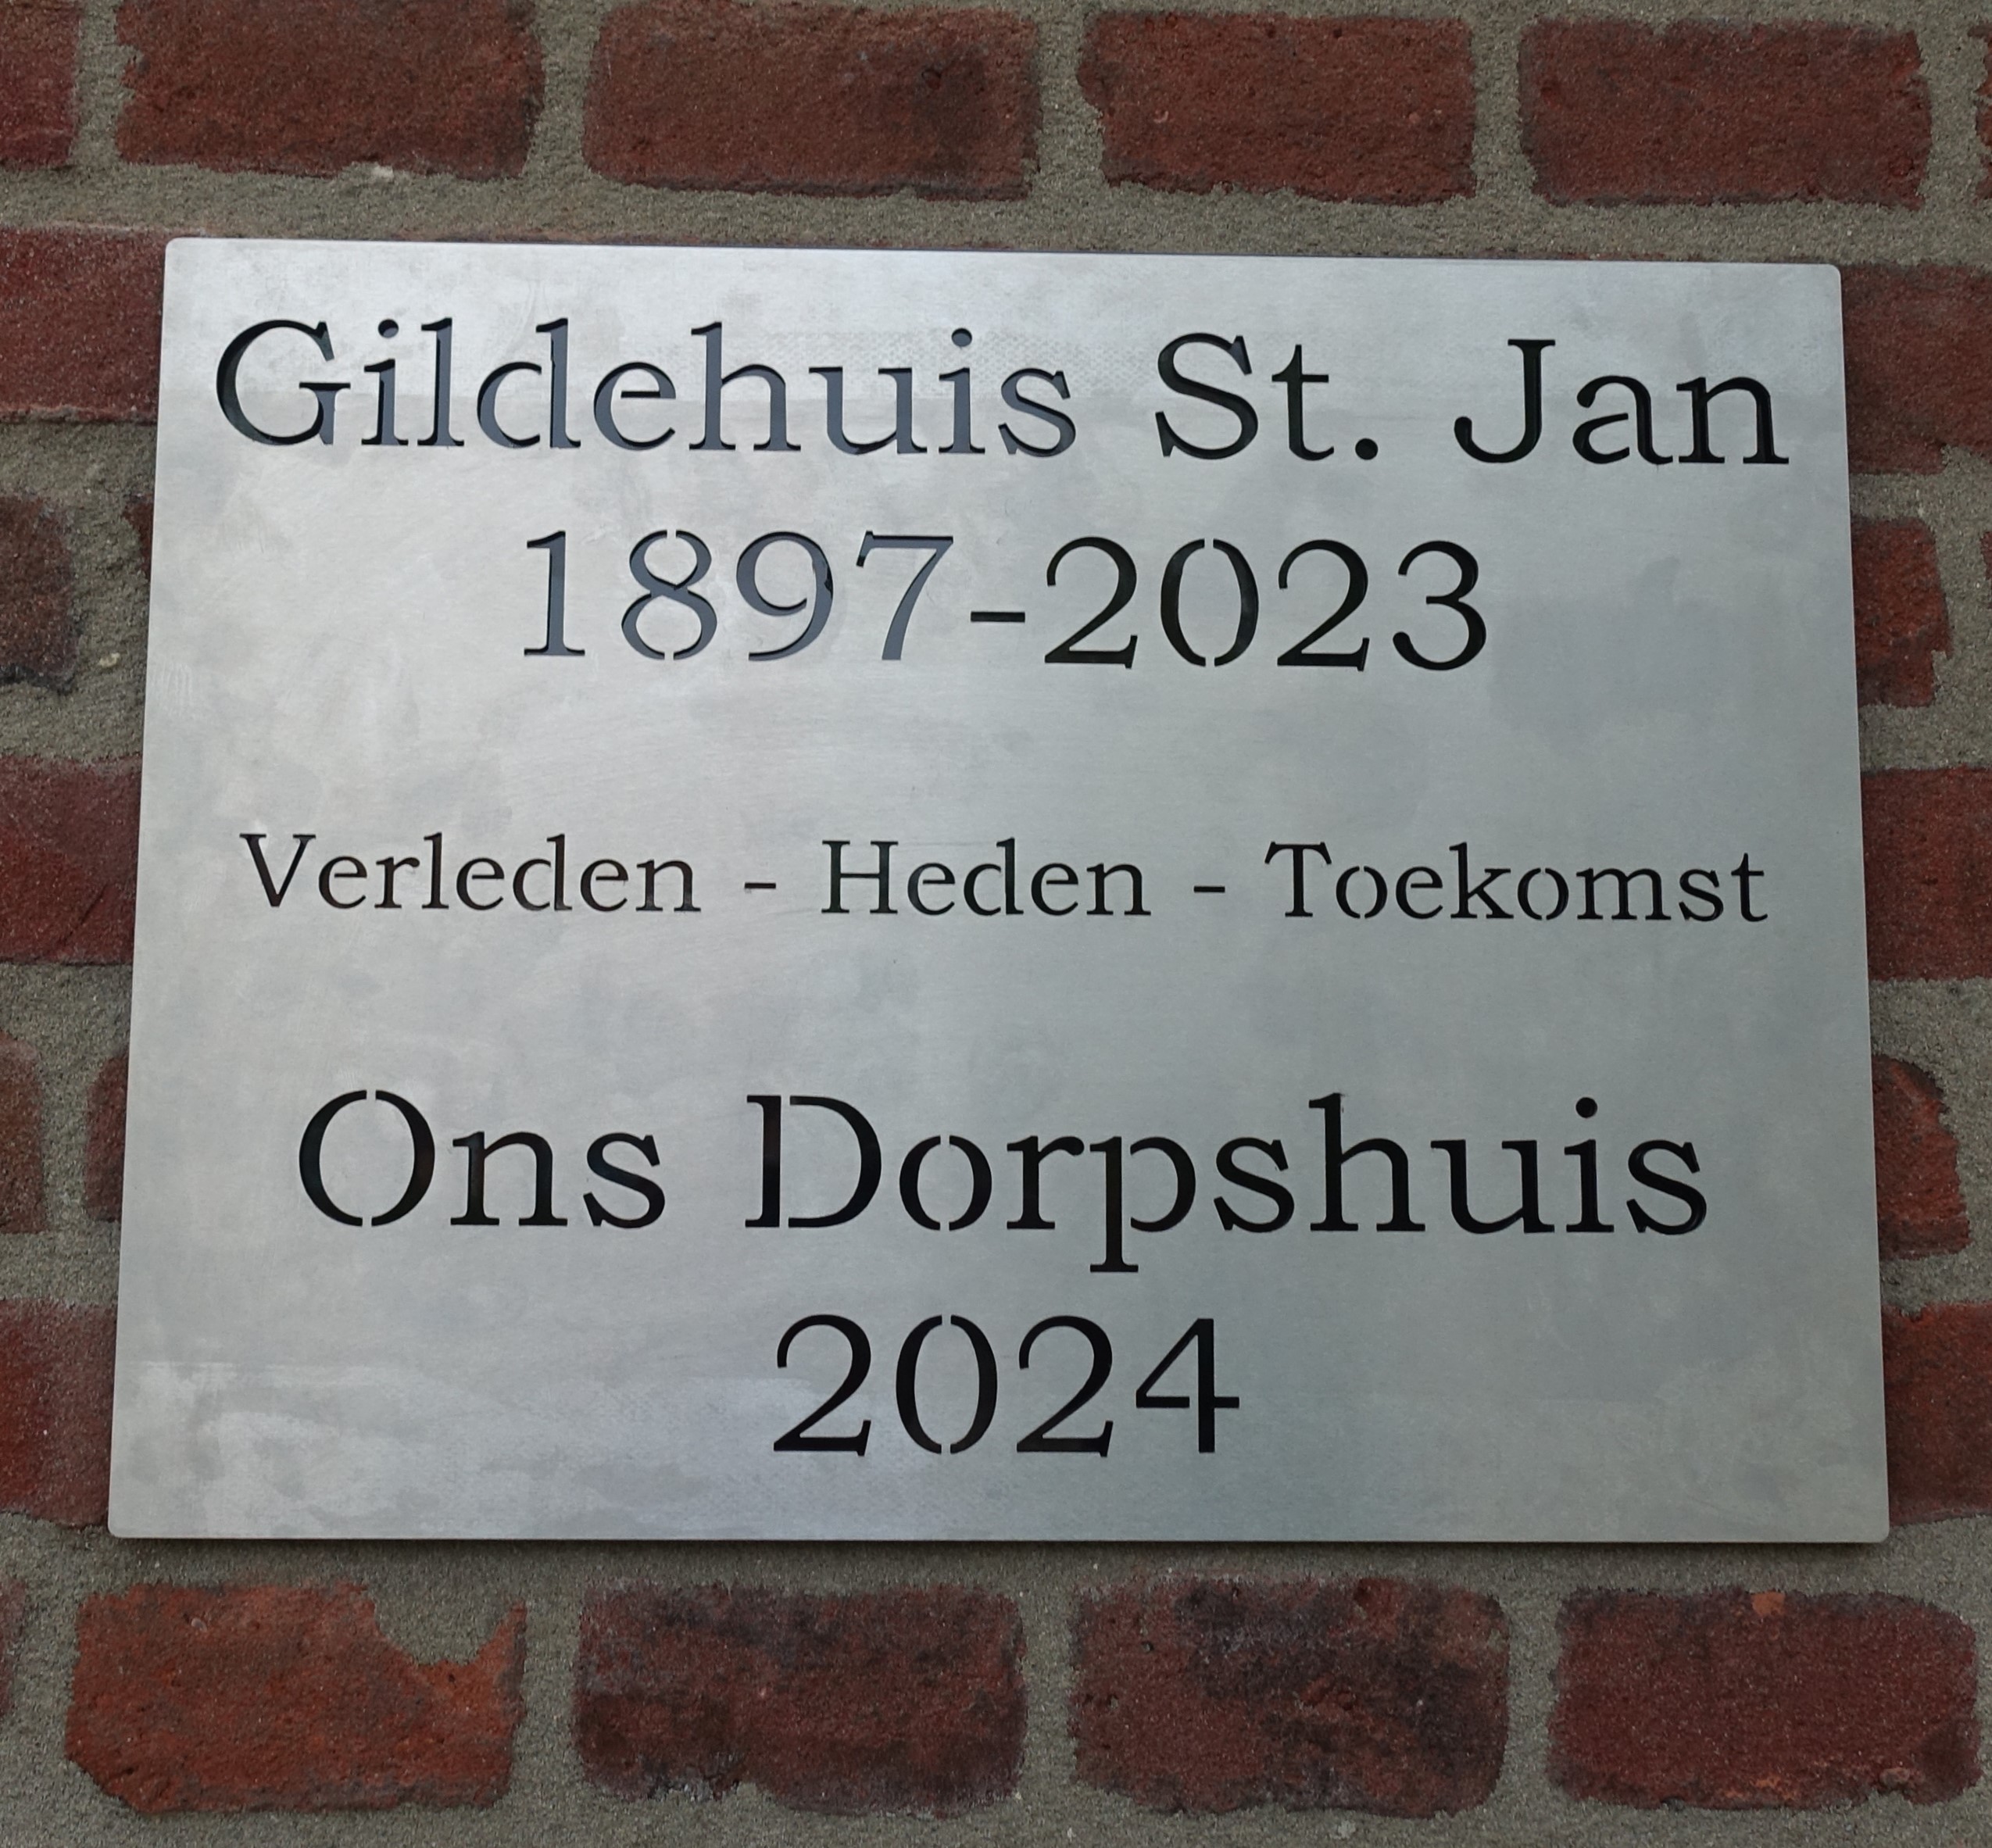 Gildehuis St. Jan
1897-2023
Verleden - Heden - Toekomst
Ons Dorpshuis
2024